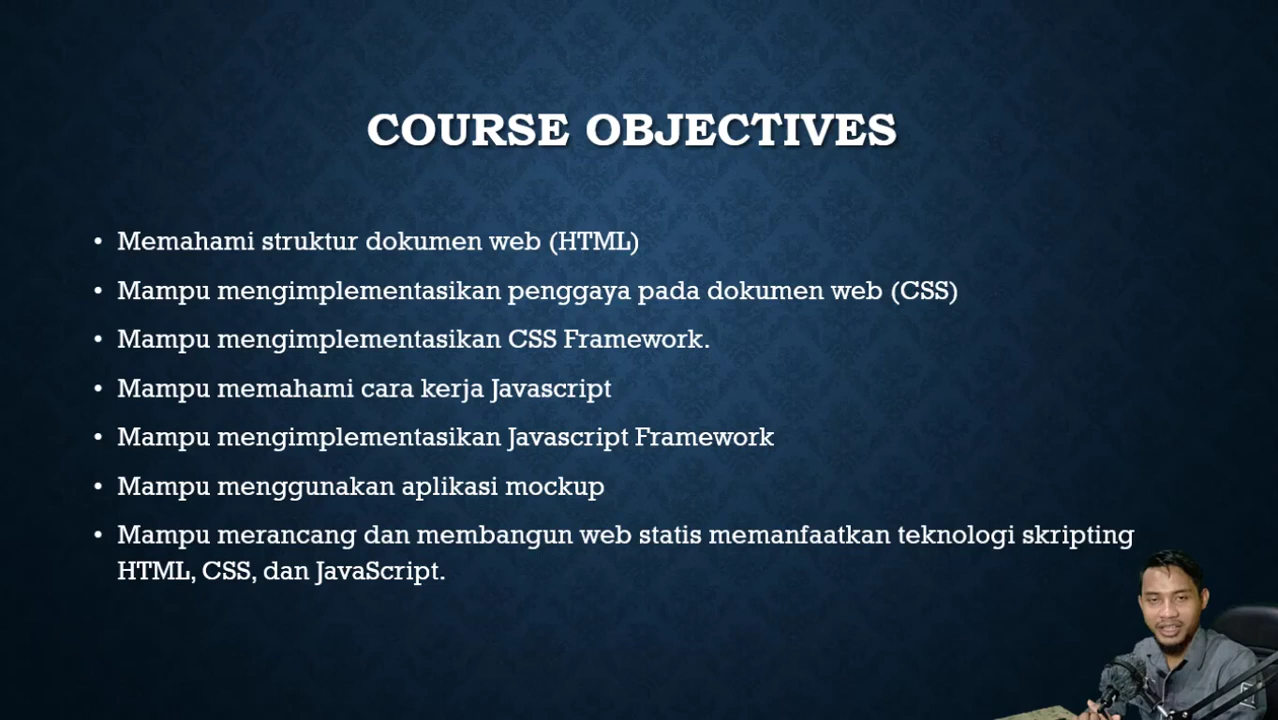 COURSE OBJECTIVES
• Memahami struktur dokumen web (HTML)
• Mampu mengimplementasikan penggaya pada dokumen web (CSS)
• Mampu mengimplementasikan CSS Framework.
• Mampu memahami cara kerja Javascript
• Mampu mengimplementasikan Javascript Framework
• Mampu menggunakan aplikasi mockup
• Mampu merancang dan membangun web statis memanfaatkan teknologi skripting
HTML, CSS, dan JavaScript.